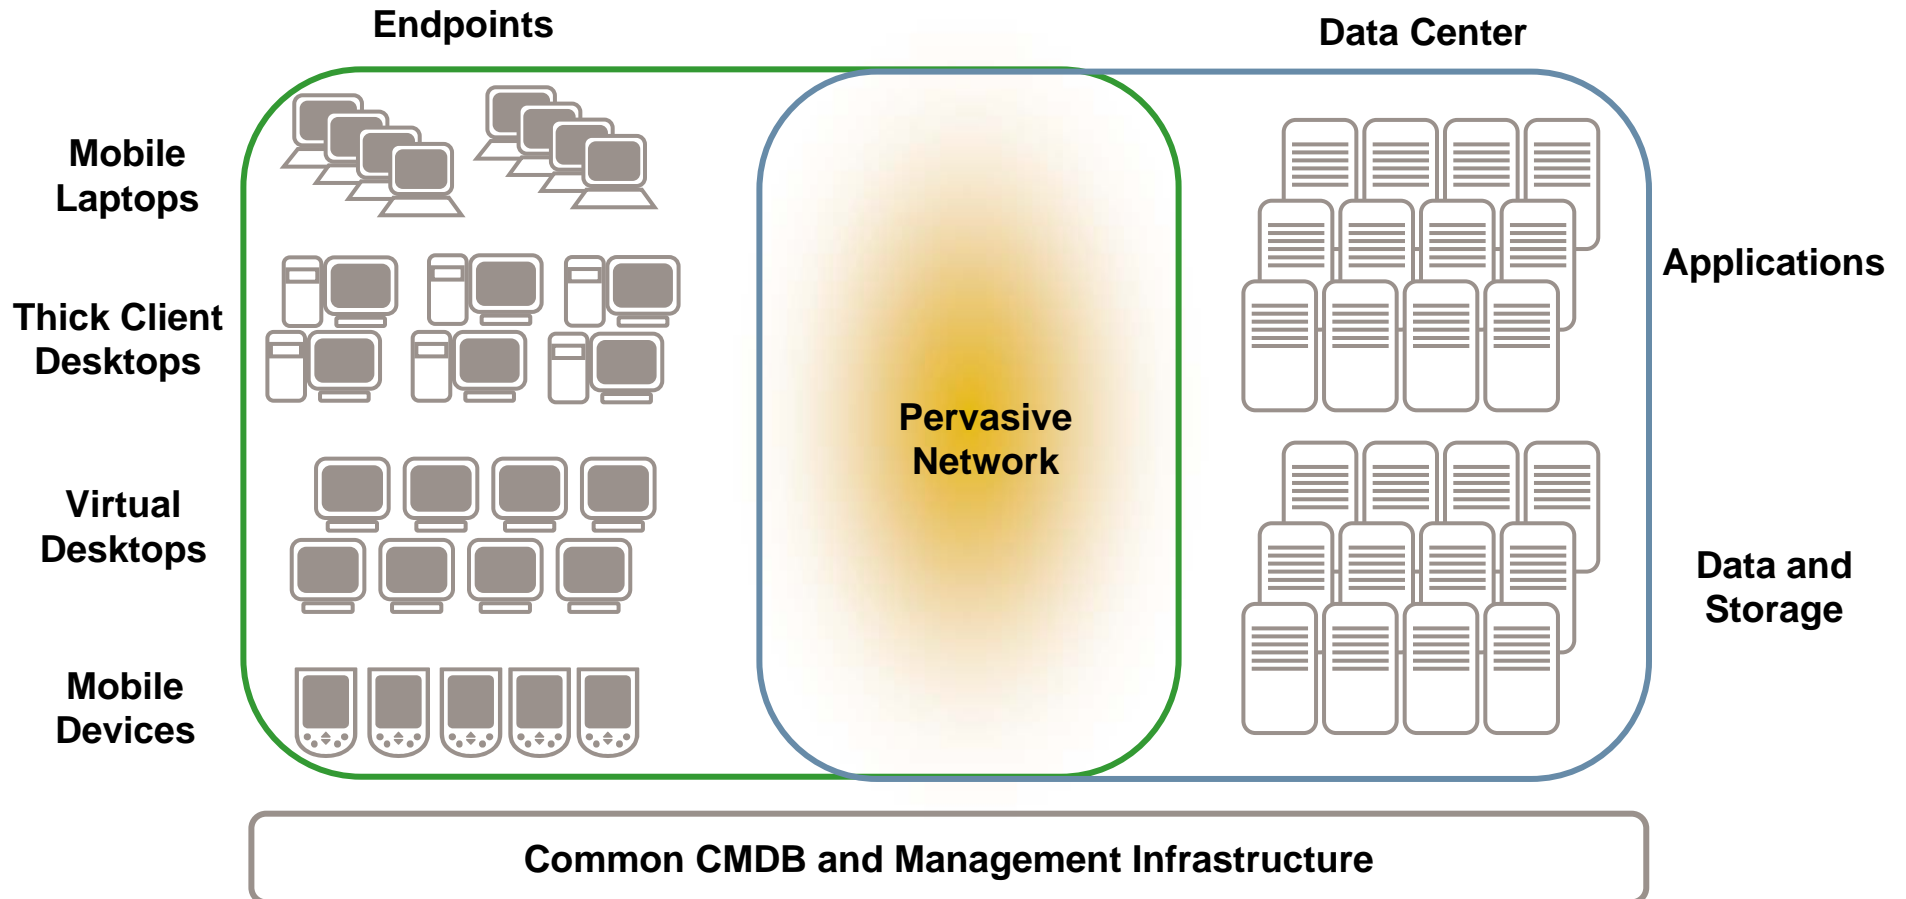 Endpoints
Data Center
Mobile
Laptops
Thick Client
Desktops
Virtual
Desktops
Mobile
Devices
Pervasive
Network
Applications
Data and
Storage
Common CMDB and Management Infrastructure